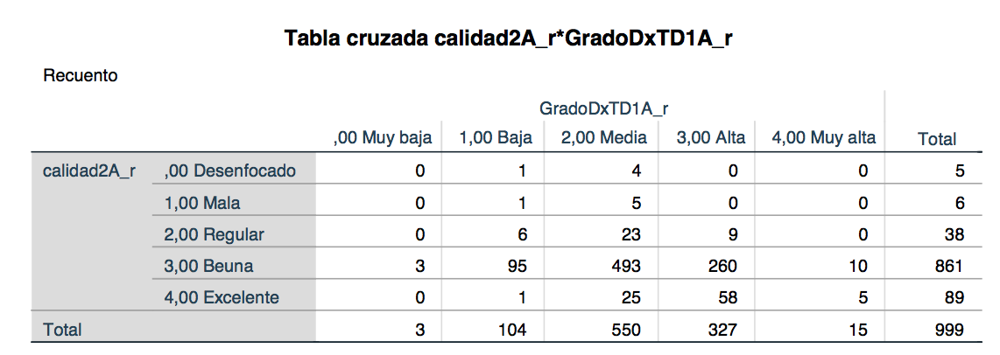 Tabla cruzada calidad2A_r*GradoDxTD1A_r
Recuento
GradoDxTD1A_r
,00 Muy baja 1,00 Baja 2,00 Media 3,00 Alta 4,00 Muy alta Total
calidad2A_r ,00 Desenfocado 0 1 4 0 0 5
1,00 Mala 0 1 5 0 0 6
2,00 Regular 0 6 23 9 0 38
3,00 Beuna 3 95 493 260 10 861
4,00 Excelente 0 1 25 58 5 89
Total 3 104 550 327 15 999